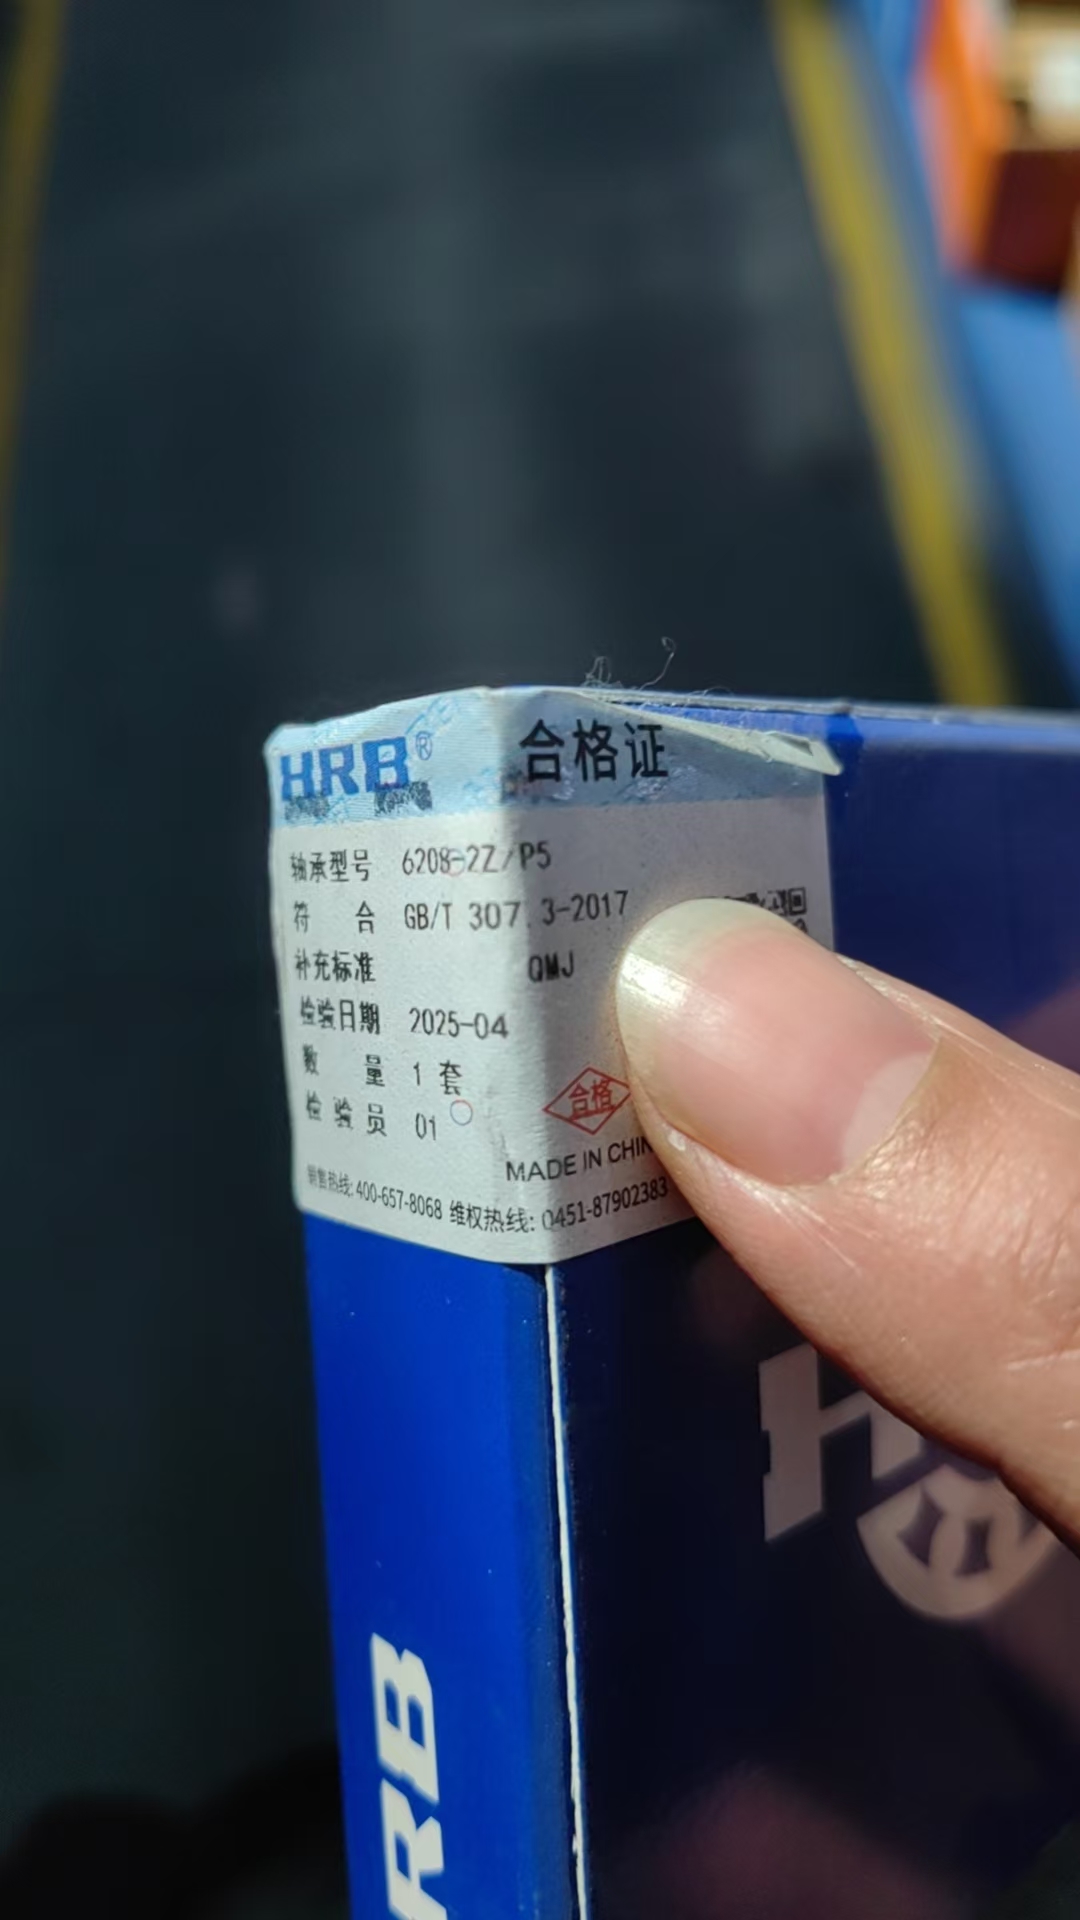 HRB® 合格证
轴承型号 6208-2Z/P5
符 合 GB/T 307.3-2017
补充标准 QMJ
检验日期 2025-04
数 量 1 套
检 验 员 01
合格
MADE IN CHIN
销售热线: 400-657-8068 维权热线: 0451-87902383
H
RB